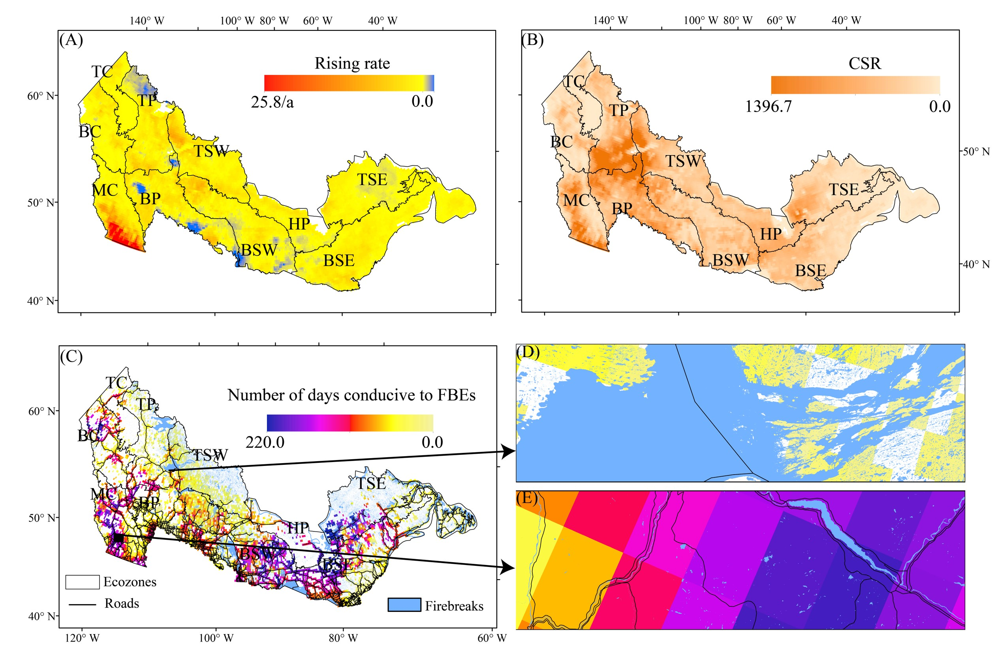 140° W 100° W 80° W 60° W 40° W
140° W 100° W 80° W 60° W 40° W
(A)
Rising rate
25.8/a 0.0
TC
TP
BC
TSW
MC
BP
TSE
HP
BSW
BSE
60° N
50° N
40° N
(B)
CSR
1396.7 0.0
TC
TP
BC
TSW
MC
BP
TSE
HP
BSW
BSE
50° N
40° N
(C)
Number of days conducive to FBEs
220.0 0.0
TC
TP
BC
TSW
MC
BP
TSE
HP
BSW
BSE
60° N
50° N
40° N
Ecozones
Roads
Firebreaks
120° W 100° W 80° W 60° W
(D)
(E)